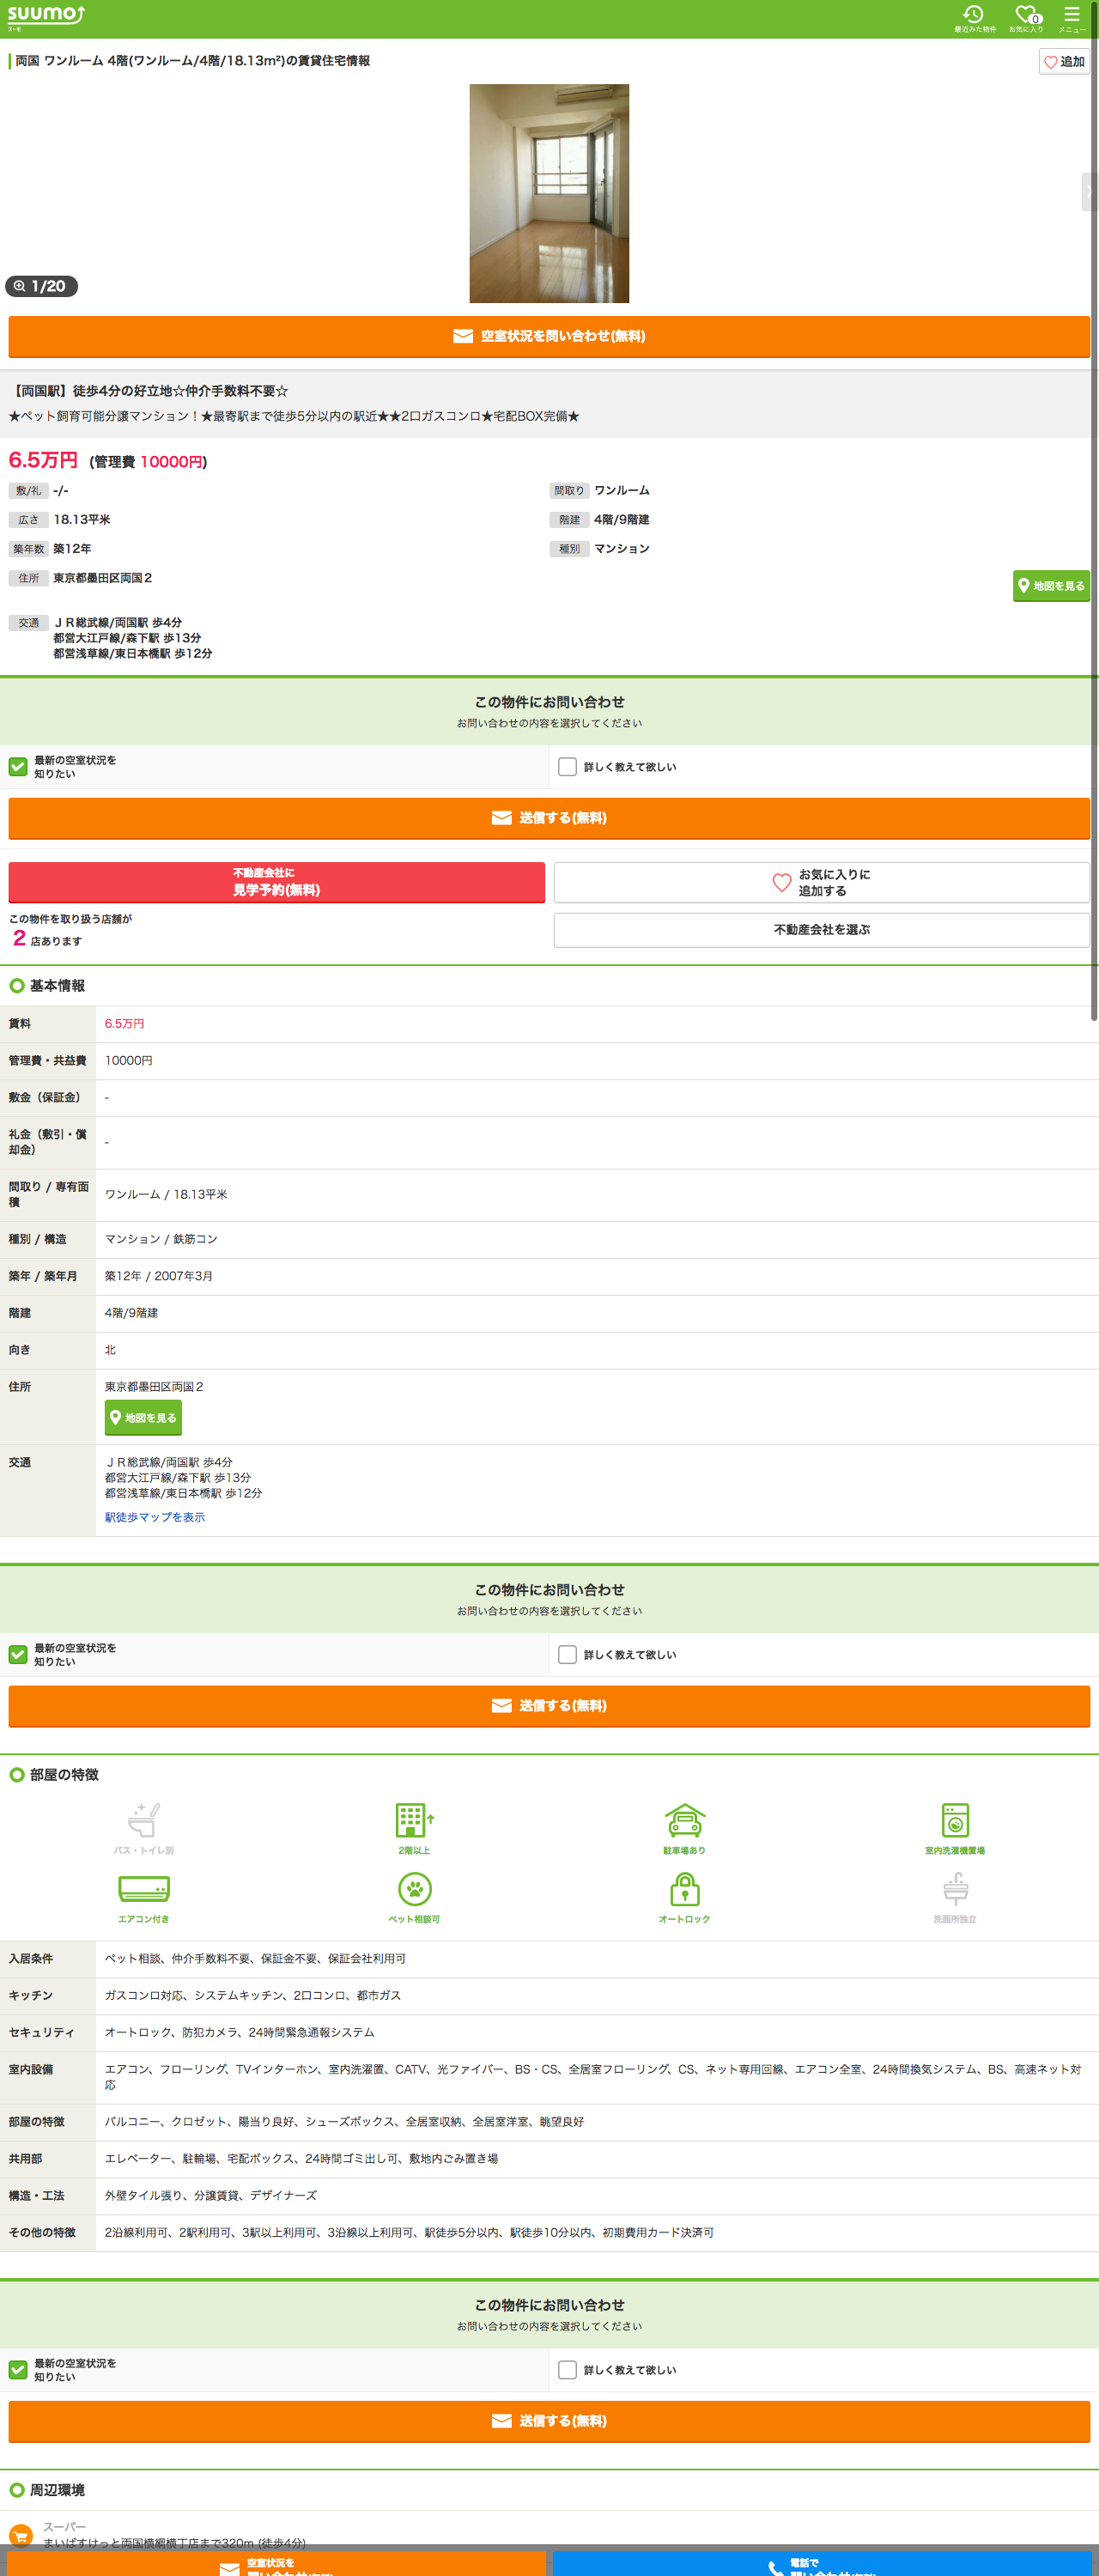 SUUMO
スーモ
最近みた物件
0
お気に入り
メニュー
両国 ワンルーム 4階(ワンルーム/4階/18.13m²)の賃貸住宅情報
追加
1/20
空室状況を問い合わせ(無料)
【両国駅】徒歩4分の好立地☆仲介手数料不要☆
★ペット飼育可能分譲マンション！★最寄駅まで徒歩5分以内の駅近★★2口ガスコンロ★宅配BOX完備★
6.5万円 (管理費 10000円)
敷/礼 -/-
間取り ワンルーム
広さ 18.13平米
階建 4階/9階建
築年数 築12年
種別 マンション
住所 東京都墨田区両国２
地図を見る
交通 ＪＲ総武線/両国駅 歩4分
都営大江戸線/森下駅 歩13分
都営浅草線/東日本橋駅 歩12分
この物件にお問い合わせ
お問い合わせの内容を選択してください
最新の空室状況を
知りたい
詳しく教えて欲しい
送信する(無料)
不動産会社に
見学予約(無料)
お気に入りに
追加する
この物件を取り扱う店舗が
2 店あります
不動産会社を選ぶ
基本情報
賃料 6.5万円
管理費・共益費 10000円
敷金（保証金） -
礼金（敷引・償
却金） -
間取り / 専有面
積 ワンルーム / 18.13平米
種別 / 構造 マンション / 鉄筋コン
築年 / 築年月 築12年 / 2007年3月
階建 4階/9階建
向き 北
住所 東京都墨田区両国２
地図を見る
交通 ＪＲ総武線/両国駅 歩4分
都営大江戸線/森下駅 歩13分
都営浅草線/東日本橋駅 歩12分
駅徒歩マップを表示
この物件にお問い合わせ
お問い合わせの内容を選択してください
最新の空室状況を
知りたい
詳しく教えて欲しい
送信する(無料)
部屋の特徴
バス・トイレ別
2階以上
駐車場あり
室内洗濯機置場
エアコン付き
ペット相談可
オートロック
洗面所独立
入居条件 ペット相談、仲介手数料不要、保証金不要、保証会社利用可
キッチン ガスコンロ対応、システムキッチン、2口コンロ、都市ガス
セキュリティ オートロック、防犯カメラ、24時間緊急通報システム
室内設備 エアコン、フローリング、TVインターホン、室内洗濯置、CATV、光ファイバー、BS・CS、全居室フローリング、CS、ネット専用回線、エアコン全室、24時間換気システム、BS、高速ネット対
応
部屋の特徴 バルコニー、クロゼット、陽当り良好、シューズボックス、全居室収納、全居室洋室、眺望良好
共用部 エレベーター、駐輪場、宅配ボックス、24時間ゴミ出し可、敷地内ごみ置き場
構造・工法 外壁タイル張り、分譲賃貸、デザイナーズ
その他の特徴 2沿線利用可、2駅利用可、3駅以上利用可、3沿線以上利用可、駅徒歩5分以内、駅徒歩10分以内、初期費用カード決済可
この物件にお問い合わせ
お問い合わせの内容を選択してください
最新の空室状況を
知りたい
詳しく教えて欲しい
送信する(無料)
周辺環境
スーパー
まいばすけっと両国横網横丁店まで320m (徒歩4分)
空室状況を
電話で